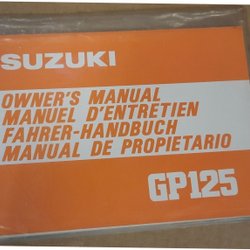 SUZUKI
OWNER'S MANUAL
MANUEL D'ENTRETIEN
FAHRER-HANDBUCH
MANUAL DE PROPIETARIO
GP125